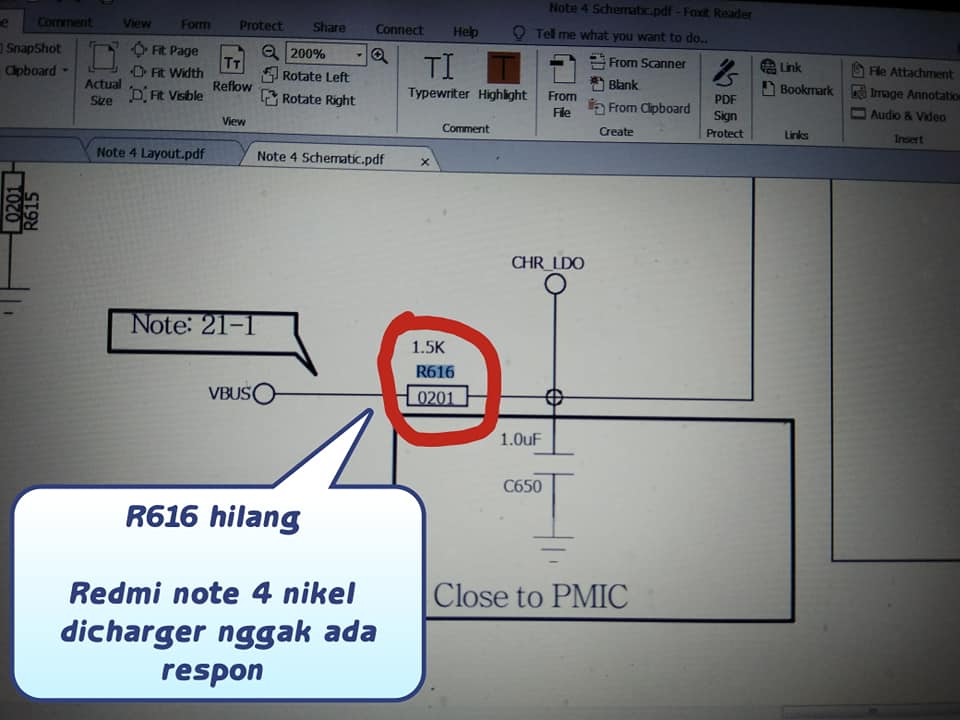 Note 4 Schematic.pdf - Foxit Reader
Comment View Form Protect Share Connect Help Tell me what you want to do..
SnapShot
Clipboard
Actual
Size
Fit Page
Fit Width
Fit Visible
Reflow
200%
Rotate Left
Rotate Right
View
Typewriter
Highlight
Comment
From
File
From Scanner
Blank
From Clipboard
Create
PDF
Sign
Protect
Link
Bookmark
Links
File Attachment
Image Annotatio
Audio & Video
Insert
Note 4 Layout.pdf
Note 4 Schematic.pdf x
0201
R615
CHR_LDO
Note: 21-1
1.5K
R616
VBUS
0201
1.0uF
C650
Close to PMIC
R616 hilang
Redmi note 4 nikel
dicharger nggak ada
respon